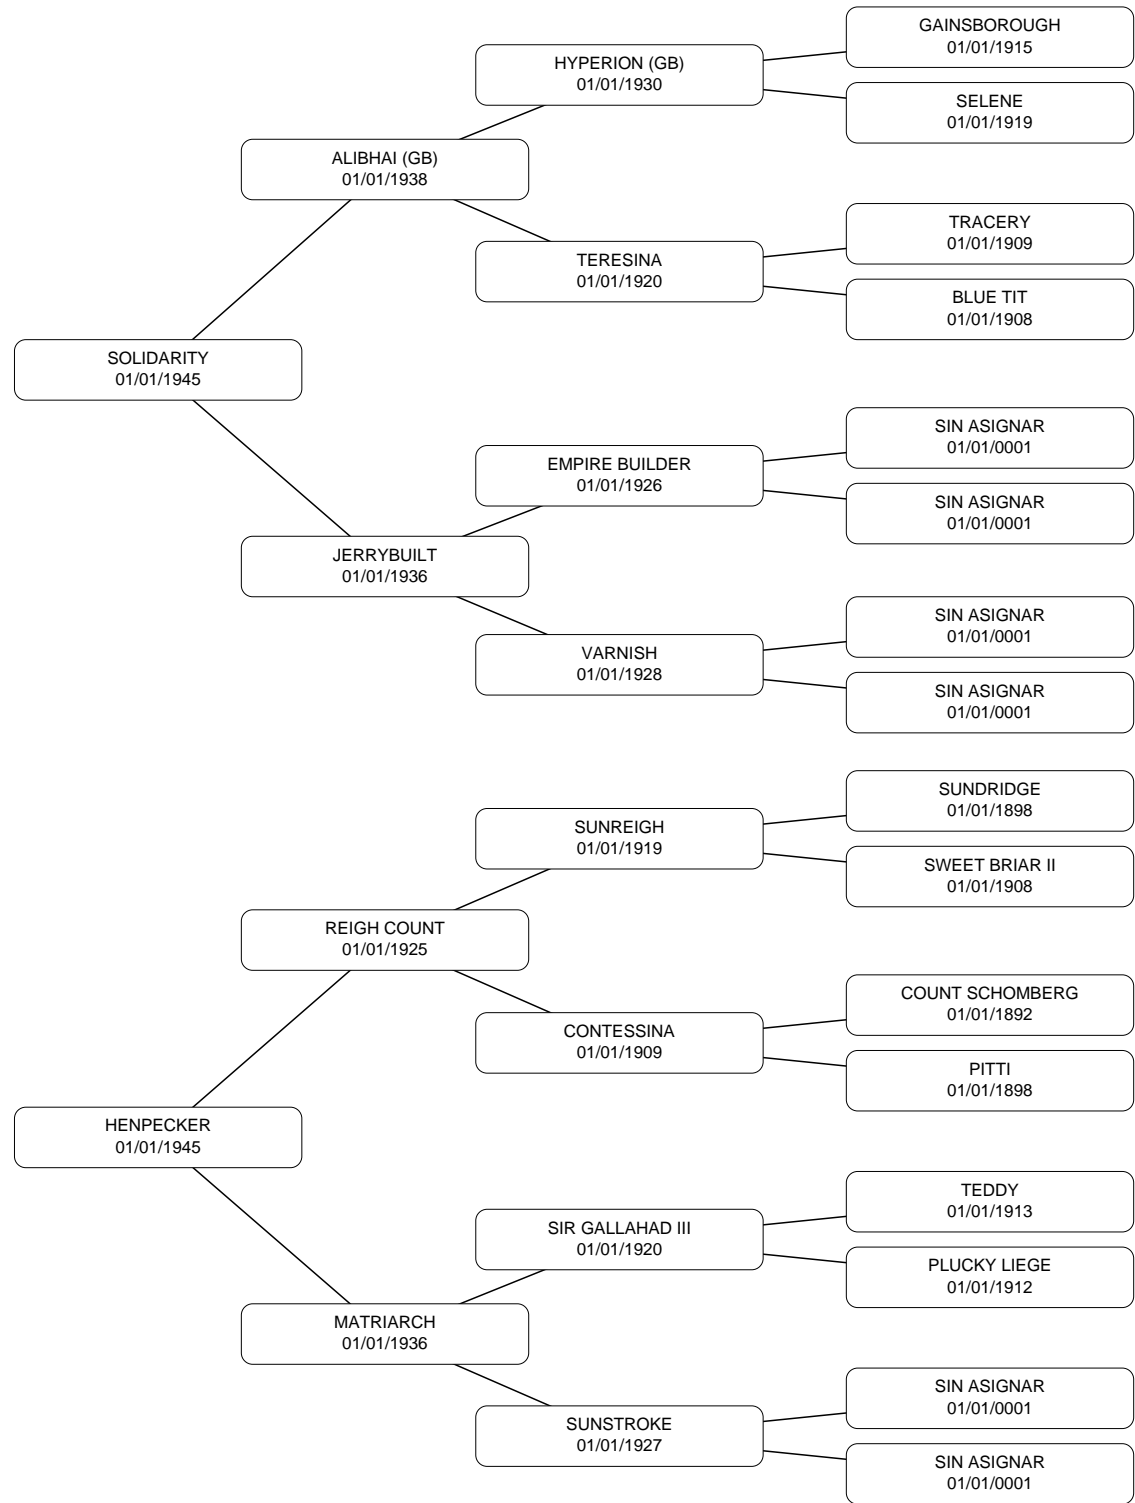 GAINSBOROUGH
01/01/1915
HYPERION (GB)
01/01/1930
SELENE
01/01/1919
ALIBHAI (GB)
01/01/1938
TRACERY
01/01/1909
TERESINA
01/01/1920
BLUE TIT
01/01/1908
SOLIDARITY
01/01/1945
SIN ASIGNAR
01/01/0001
EMPIRE BUILDER
01/01/1926
SIN ASIGNAR
01/01/0001
JERRYBUILT
01/01/1936
SIN ASIGNAR
01/01/0001
VARNISH
01/01/1928
SIN ASIGNAR
01/01/0001
SUNDRIDGE
01/01/1898
SUNREIGH
01/01/1919
SWEET BRIAR II
01/01/1908
REIGH COUNT
01/01/1925
COUNT SCHOMBERG
01/01/1892
CONTESSINA
01/01/1909
PITTI
01/01/1898
HENPECKER
01/01/1945
TEDDY
01/01/1913
SIR GALLAHAD III
01/01/1920
PLUCKY LIEGE
01/01/1912
MATRIARCH
01/01/1936
SIN ASIGNAR
01/01/0001
SUNSTROKE
01/01/1927
SIN ASIGNAR
01/01/0001